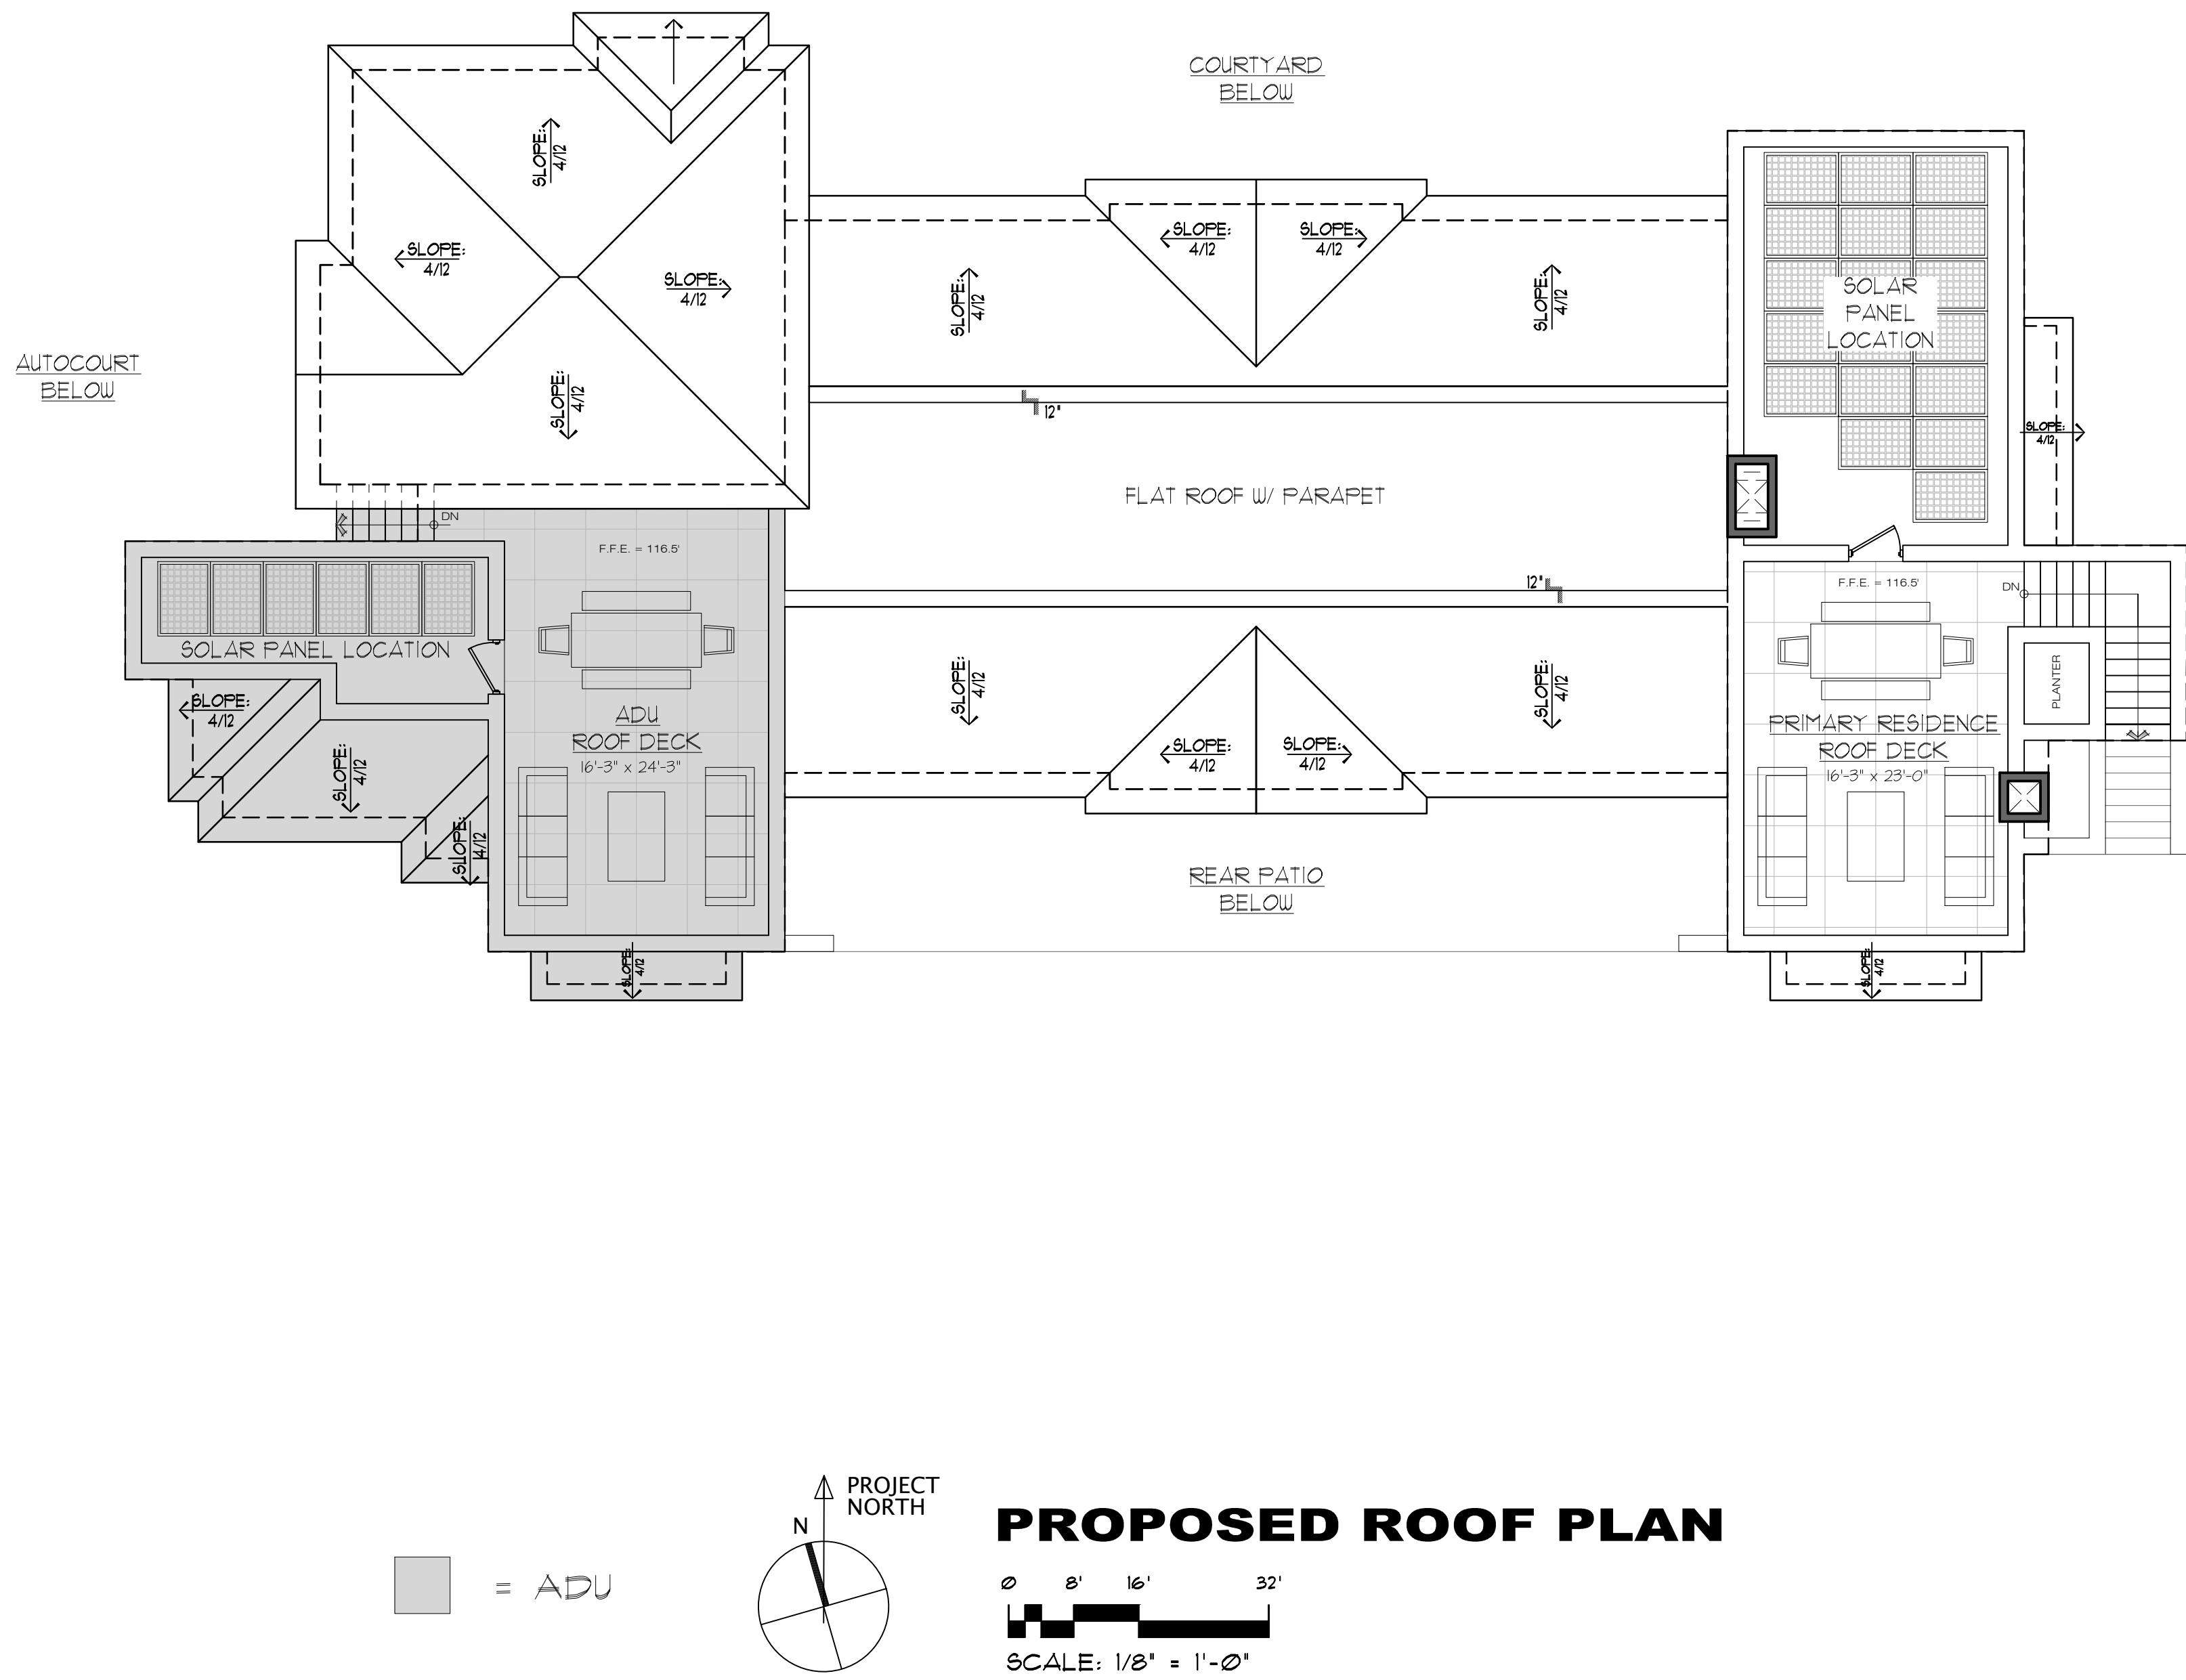 COURTYARD
BELOW
SLOPE:
4/12
SLOPE:
4/12
SLOPE:
4/12
SLOPE:
4/12
SLOPE:
4/12
SLOPE:
4/12
SLOPE:
4/12
SLOPE:
4/12
SOLAR
PANEL
LOCATION
AUTOCOURT
BELOW
12"
SLOPE:
4/12
FLAT ROOF W/ PARAPET
DN
F.F.E. = 116.5'
12"
F.F.E. = 116.5'
DN
SOLAR PANEL LOCATION
PLANTER
SLOPE:
4/12
SLOPE:
4/12
SLOPE:
4/12
SLOPE:
4/12
ADU
ROOF DECK
16'-3" x 24'-3"
SLOPE:
4/12
SLOPE:
4/12
PRIMARY RESIDENCE
ROOF DECK
16'-3" x 23'-0"
SLOPE:
4/12
REAR PATIO
BELOW
SLOPE:
4/12
SLOPE:
4/12
PROJECT
NORTH
N
PROPOSED ROOF PLAN
= ADU
0 8' 16' 32'
SCALE: 1/8" = 1'-0"